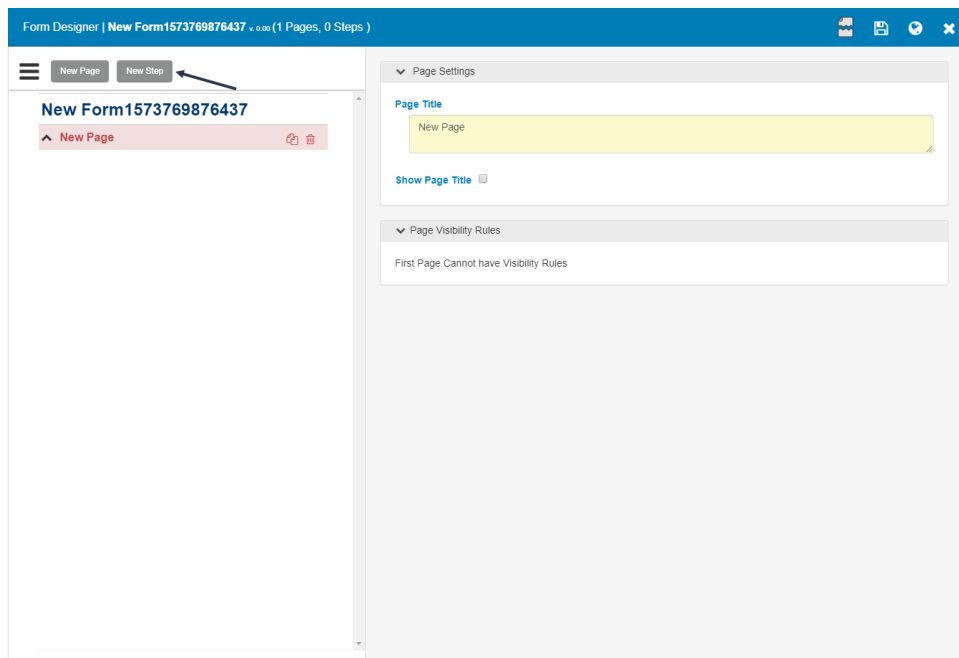 Form Designer | New Form1573769876437 v. 0.00 (1 Pages, 0 Steps )
New Page
New Step
New Form1573769876437
New Page
Page Settings
Page Title
New Page
Show Page Title
Page Visibility Rules
First Page Cannot have Visibility Rules